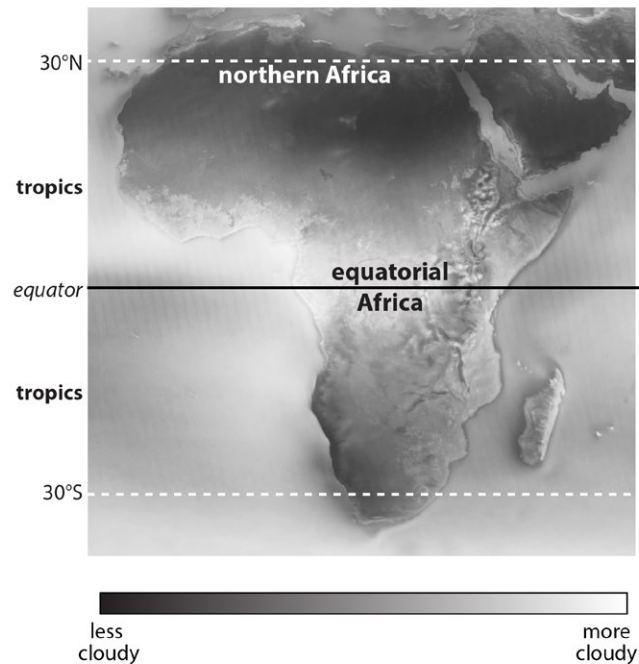 30°N
northern Africa
tropics
equatorial
equator
Africa
tropics
30°S
less
cloudy
more
cloudy